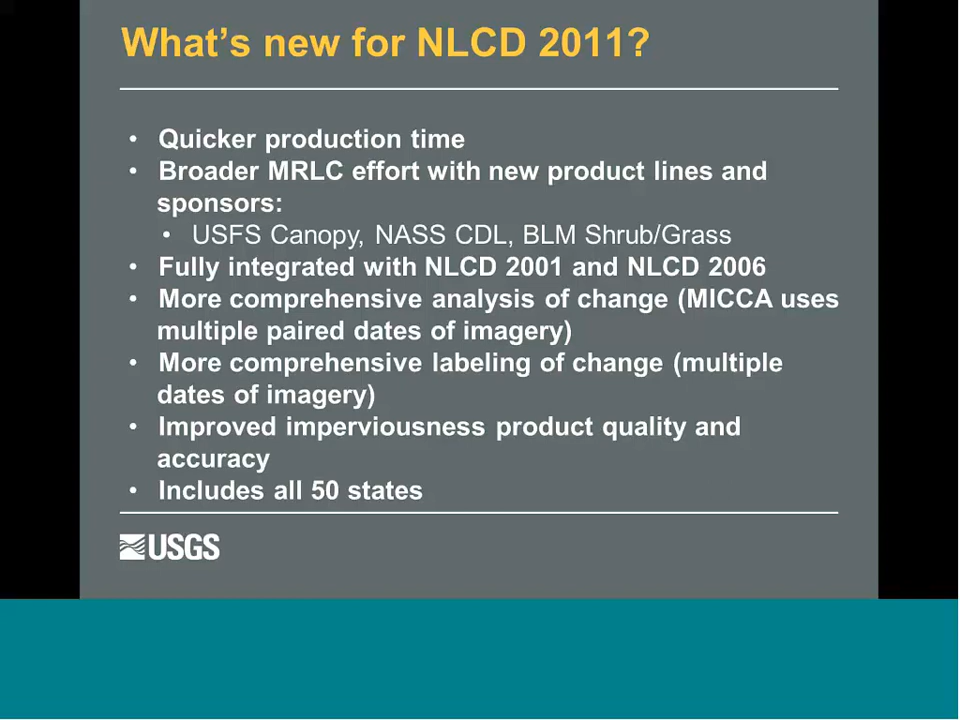 What's new for NLCD 2011?
• Quicker production time
• Broader MRLC effort with new product lines and
sponsors:
• USFS Canopy, NASS CDL, BLM Shrub/Grass
• Fully integrated with NLCD 2001 and NLCD 2006
• More comprehensive analysis of change (MICCA uses
multiple paired dates of imagery)
• More comprehensive labeling of change (multiple
dates of imagery)
• Improved imperviousness product quality and
accuracy
• Includes all 50 states
USGS